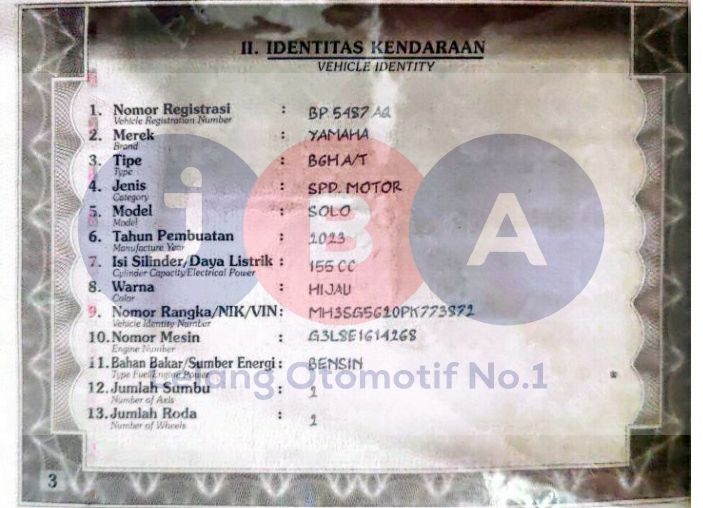 II. IDENTITAS KENDARAAN
VEHICLE IDENTITY
1. Nomor Registrasi : BP 5487 AQ
Vehicle Registration Number
2. Merek : YAMAHA
Brand
3. Tipe : BGH A/T
Type
4. Jenis : SPD. MOTOR
Category
5. Model : SOLO
Model
6. Tahun Pembuatan : 2023
Manufacture Year
7. Isi Silinder/Daya Listrik : 155 CC
Cylinder Capacity/Electrical Power
8. Warna : HIJAU
Color
9. Nomor Rangka/NIK/VIN : MH3SG5620PK773872
Vehicle Identity Number
10. Nomor Mesin : G3L8E1614268
Engine Number
11. Bahan Bakar/Sumber Energi : BENSIN
Type Fuel/Engine Power
12. Jumlah Sumbu : 2
Number of Axis
13. Jumlah Roda : 2
Number of Wheels
3
iBA
Lelang Otomotif No.1